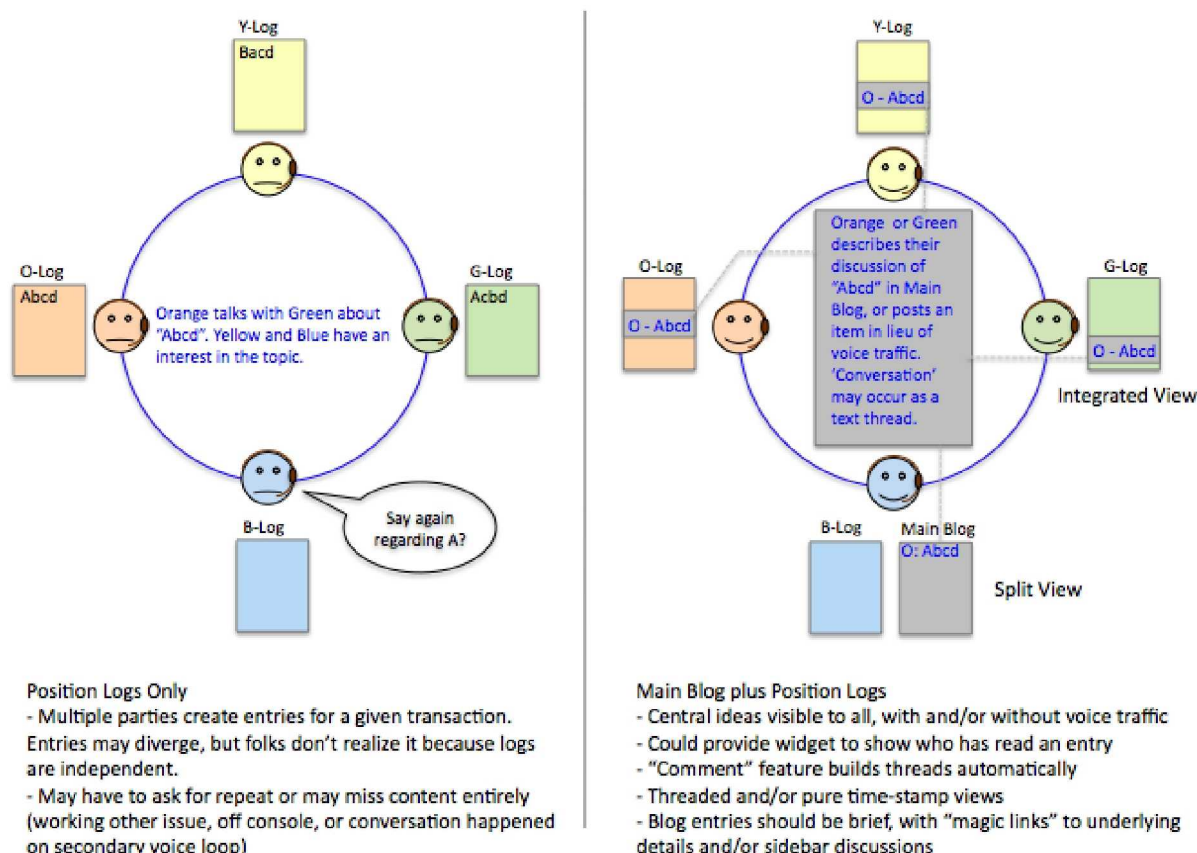 Y-Log
Bacd
O-Log
Abcd
G-Log
Acbd
Orange talks with Green about
“Abcd”. Yellow and Blue have an
interest in the topic.
B-Log
Say again
regarding A?
Position Logs Only
- Multiple parties create entries for a given transaction.
Entries may diverge, but folks don’t realize it because logs
are independent.
- May have to ask for repeat or may miss content entirely
(working other issue, off console, or conversation happened
on secondary voice loop)
Y-Log
O - Abcd
O-Log
O - Abcd
G-Log
O - Abcd
Orange or Green
describes their
discussion of
“Abcd” in Main
Blog, or posts an
item in lieu of
voice traffic.
‘Conversation’
may occur as a
text thread.
Integrated View
B-Log
Main Blog
O: Abcd
Split View
Main Blog plus Position Logs
- Central ideas visible to all, with and/or without voice traffic
- Could provide widget to show who has read an entry
- “Comment” feature builds threads automatically
- Threaded and/or pure time-stamp views
- Blog entries should be brief, with “magic links” to underlying
details and/or sidebar discussions